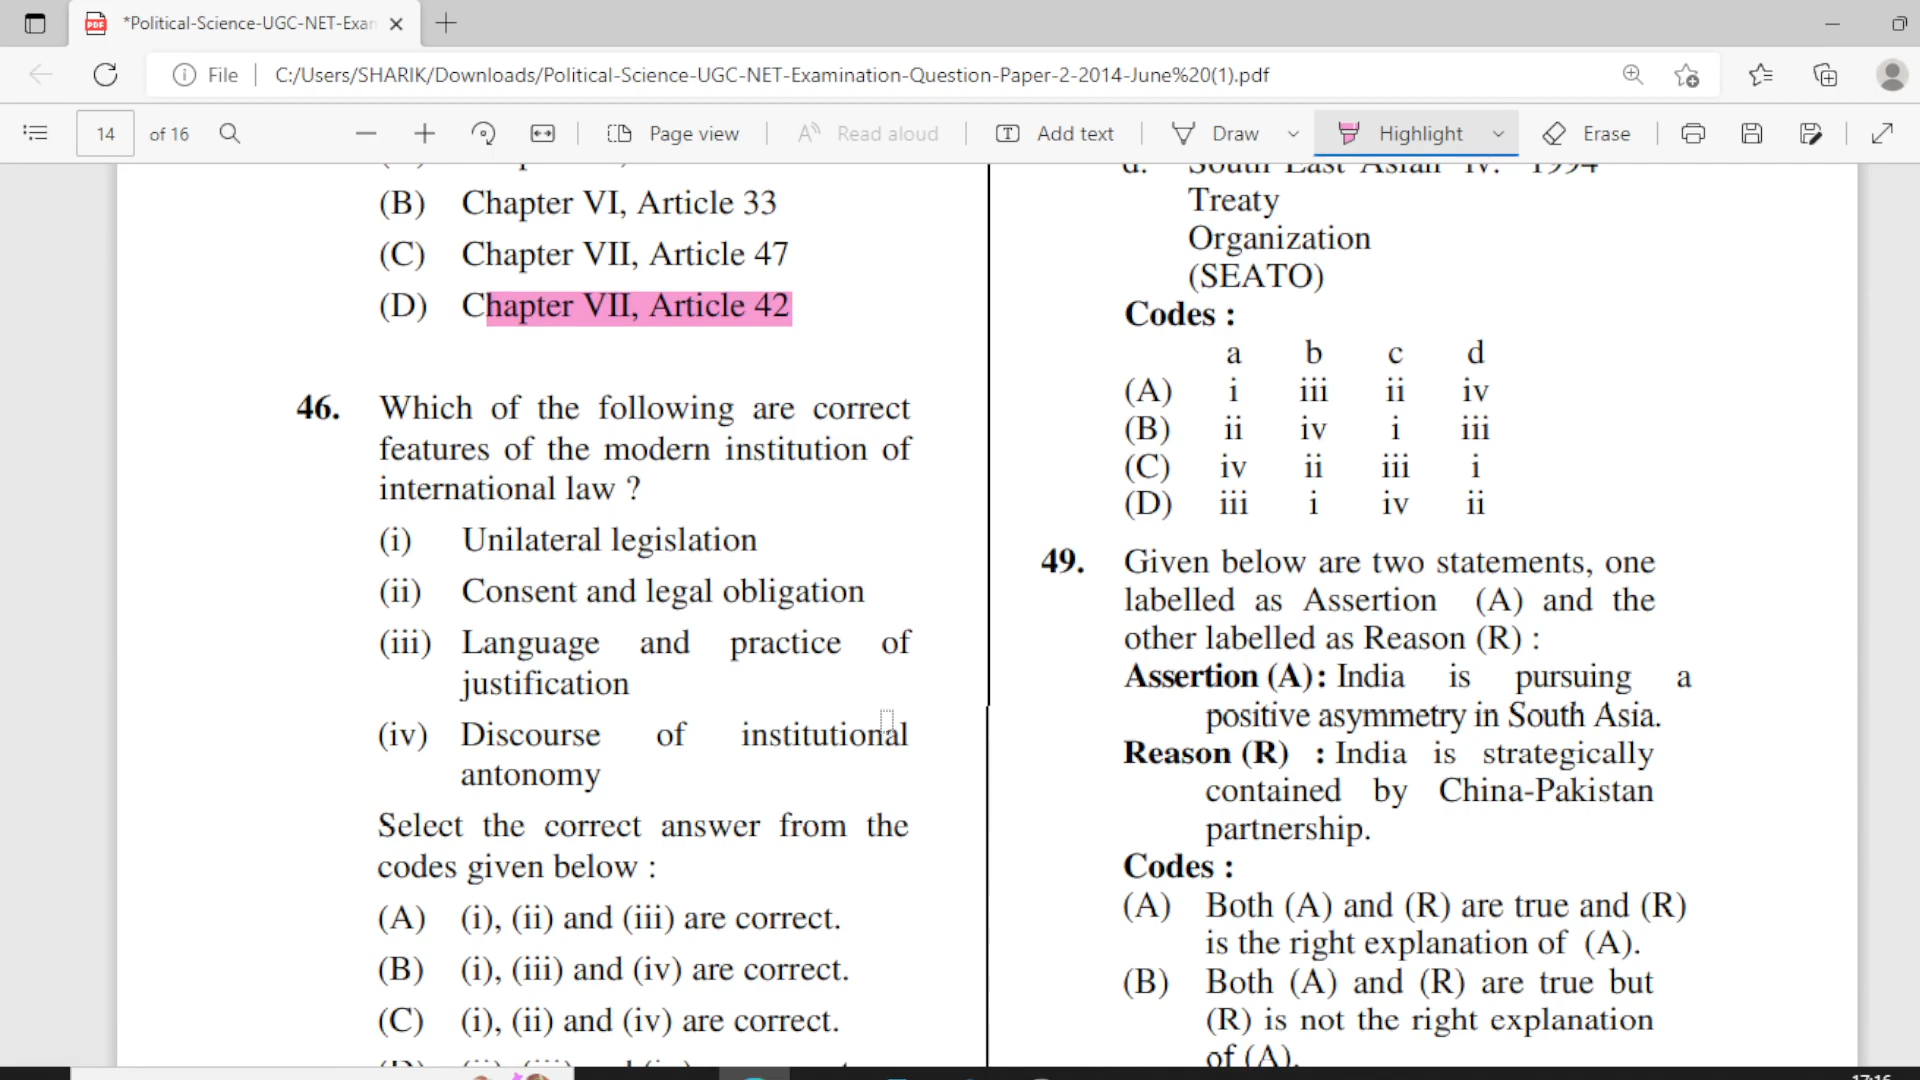 *Political-Science-UGC-NET-Exan
File
C:/Users/SHARIK/Downloads/Political-Science-UGC-NET-Examination-Question-Paper-2-2014-June%20(1).pdf
14 of 16
Page view
Read aloud
Add text
Draw
Highlight
Erase
(B) Chapter VI, Article 33
(C) Chapter VII, Article 47
(D) Chapter VII, Article 42
46. Which of the following are correct
features of the modern institution of
international law ?
(i) Unilateral legislation
(ii) Consent and legal obligation
(iii) Language and practice of
justification
(iv) Discourse of institutional
antonomy
Select the correct answer from the
codes given below :
(A) (i), (ii) and (iii) are correct.
(B) (i), (iii) and (iv) are correct.
(C) (i), (ii) and (iv) are correct.
d. South East Asian iv. 1994
Treaty
Organization
(SEATO)
Codes :
a b c d
(A) i iii ii iv
(B) ii iv i iii
(C) iv ii iii i
(D) iii i iv ii
49. Given below are two statements, one
labelled as Assertion (A) and the
other labelled as Reason (R) :
Assertion (A) : India is pursuing a
positive asymmetry in South Asia.
Reason (R) : India is strategically
contained by China-Pakistan
partnership.
Codes :
(A) Both (A) and (R) are true and (R)
is the right explanation of (A).
(B) Both (A) and (R) are true but
(R) is not the right explanation
of (A).